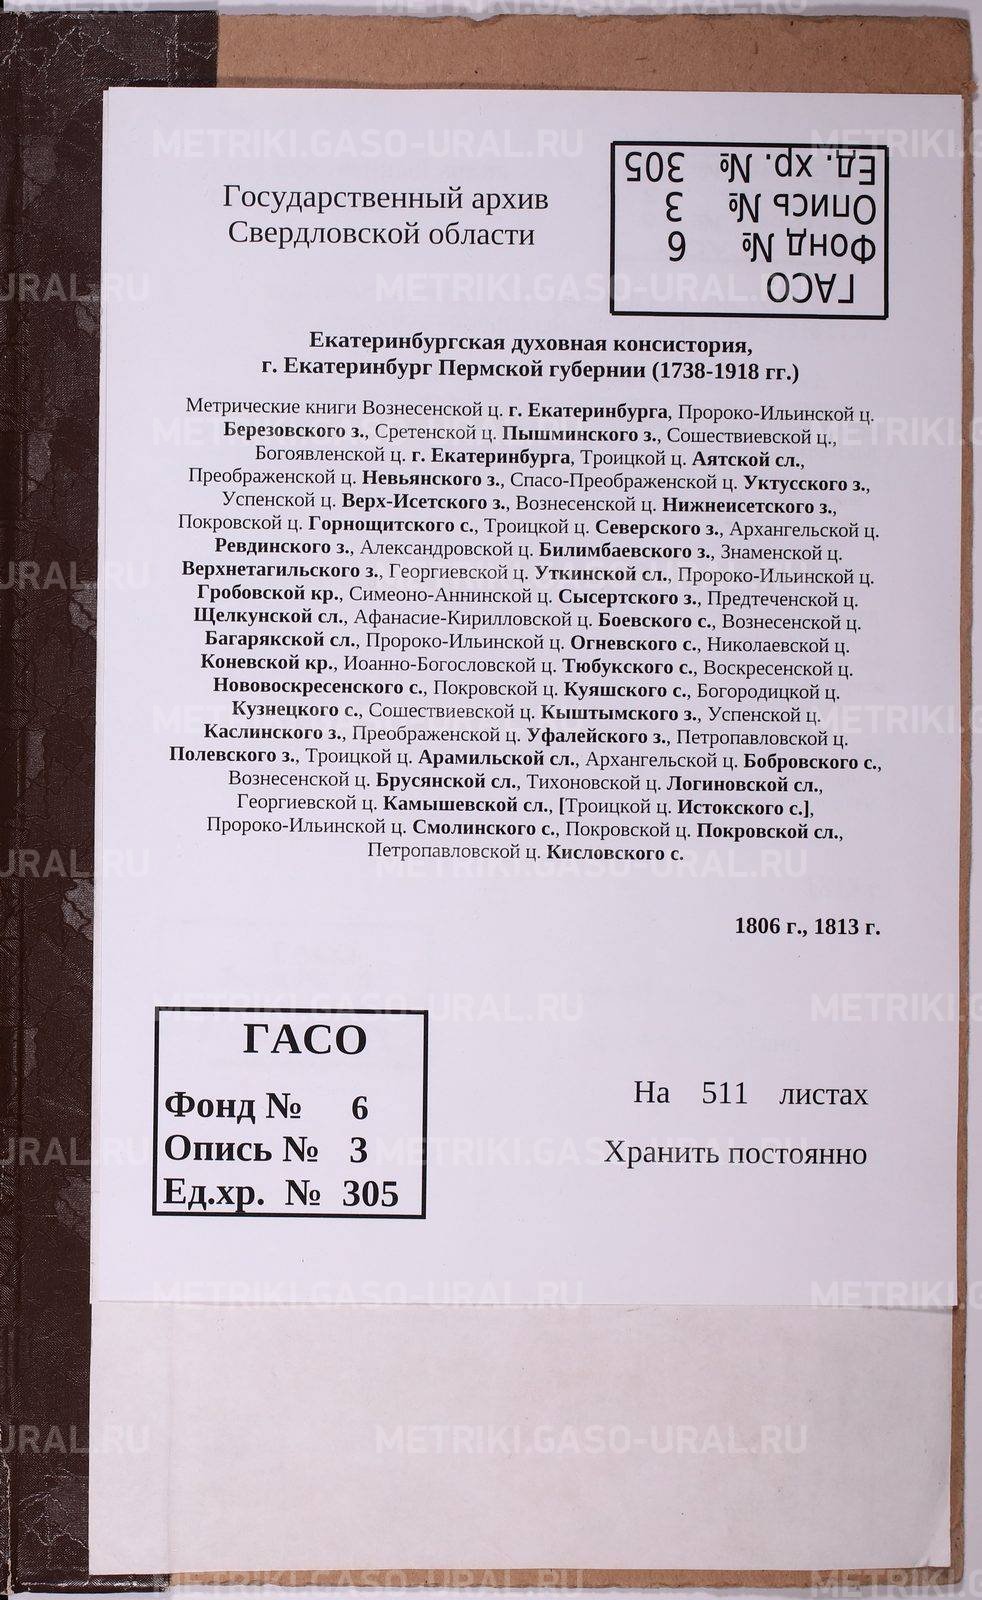 Государственный архив
Свердловской области
Ед. хр. № 305
Опись № 3
Фонд № 6
ГАСО
Екатеринбургская духовная консистория,
г. Екатеринбург Пермской губернии (1738-1918 гг.)
Метрические книги Вознесенской ц. г. Екатеринбурга, Пророко-Ильинской ц.
Березовского з., Сретенской ц. Пышминского з., Сошествиевской ц.,
Богоявленской ц. г. Екатеринбурга, Троицкой ц. Аятской сл.,
Преображенской ц. Невьянского з., Спасо-Преображенской ц. Уктусского з.,
Успенской ц. Верх-Исетского з., Вознесенской ц. Нижнеисетского з.,
Покровской ц. Горнощитского с., Троицкой ц. Северского з., Архангельской ц.
Ревдинского з., Александровской ц. Билимбаевского з., Знаменской ц.
Верхнетагильского з., Георгиевской ц. Уткинской сл., Пророко-Ильинской ц.
Гробовской кр., Симеоно-Аннинской ц. Сысертского з., Предтеченской ц.
Щелкунской сл., Афанасие-Кирилловской ц. Боевского с., Вознесенской ц.
Багарякской сл., Пророко-Ильинской ц. Огневского с., Николаевской ц.
Коневской кр., Иоанно-Богословской ц. Тюбукского с., Воскресенской ц.
Нововоскресенского с., Покровской ц. Куяшского с., Богородицкой ц.
Кузнецкого с., Сошествиевской ц. Кыштымского з., Успенской ц.
Каслинского з., Преображенской ц. Уфалейского з., Петропавловской ц.
Полевского з., Троицкой ц. Арамильской сл., Архангельской ц. Бобровского с.,
Вознесенской ц. Брусянской сл., Тихоновской ц. Логиновской сл.,
Георгиевской ц. Камышевской сл., [Троицкой ц. Истокского с.],
Пророко-Ильинской ц. Смолинского с., Покровской ц. Покровской сл.,
Петропавловской ц. Кисловского с.
1806 г., 1813 г.
ГАСО
Фонд № 6
Опись № 3
Ед.хр. № 305
На 511 листах
Хранить постоянно
METRIKI.GASO-URAL.RU